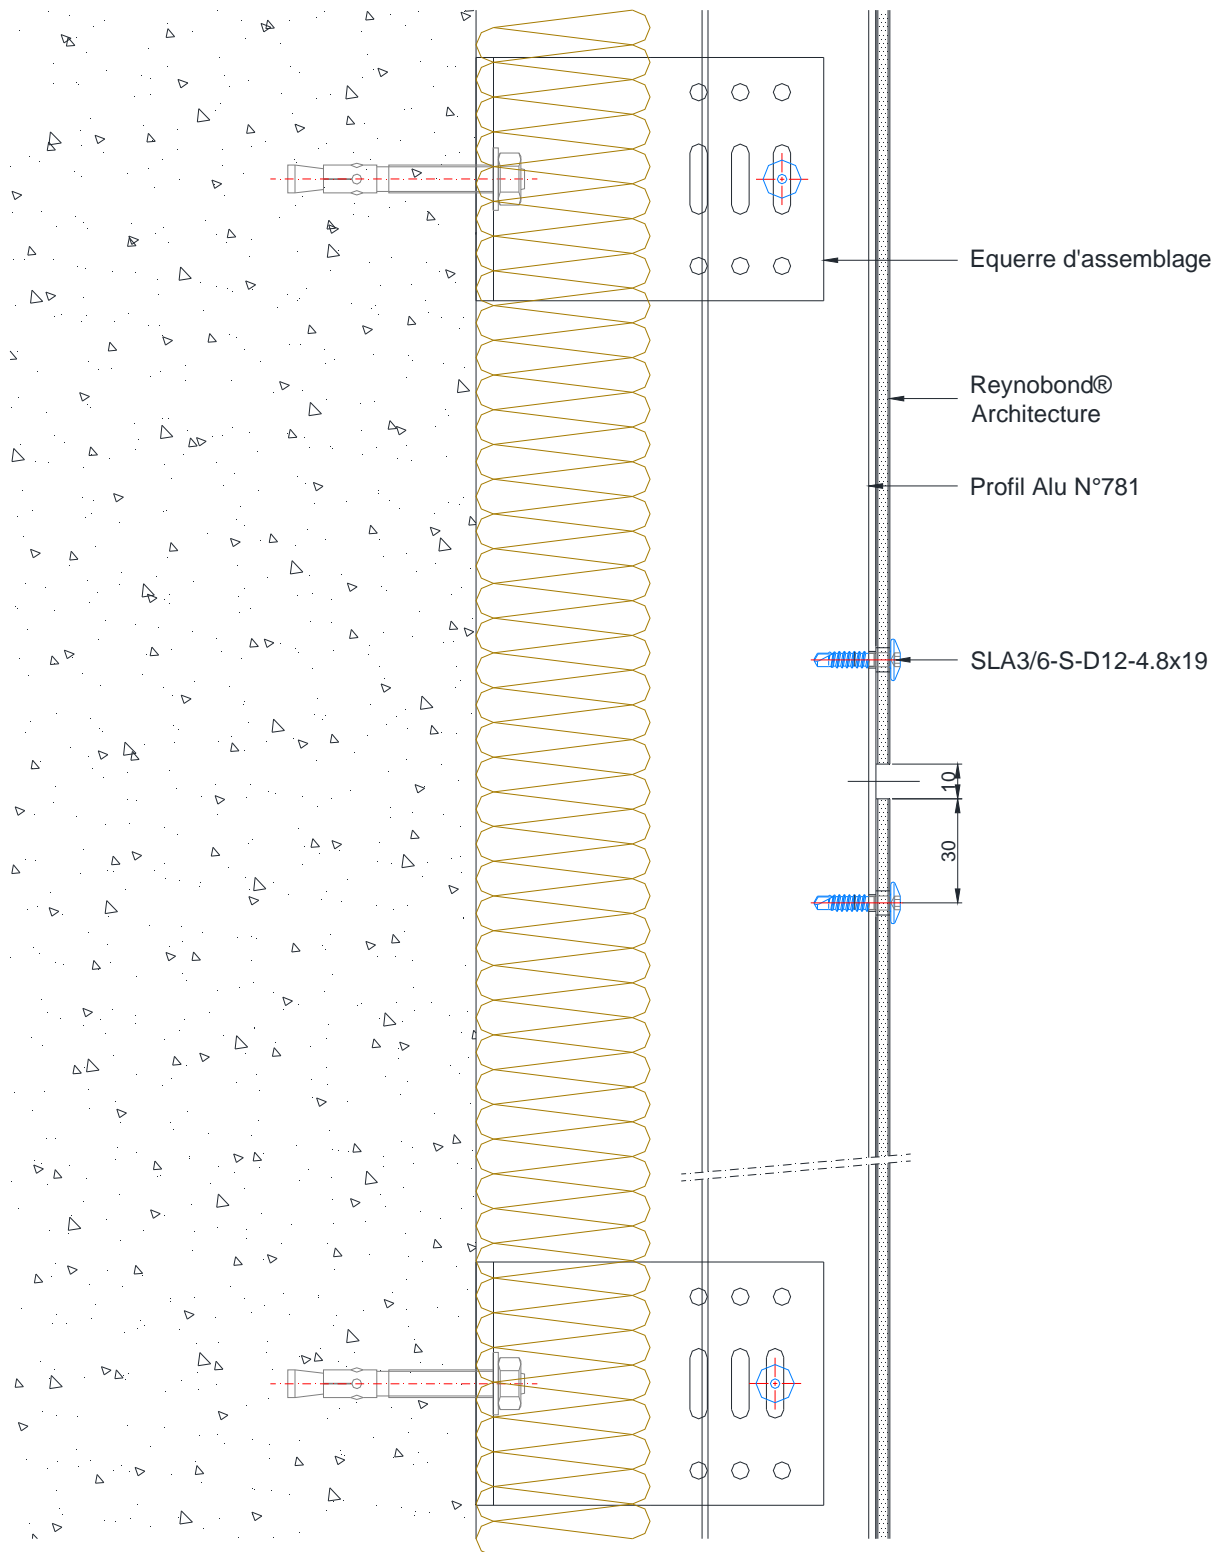 Equerre d'assemblage
Reynobond®
Architecture
Profil Alu N°781
SLA3/6-S-D12-4.8x19
10
30